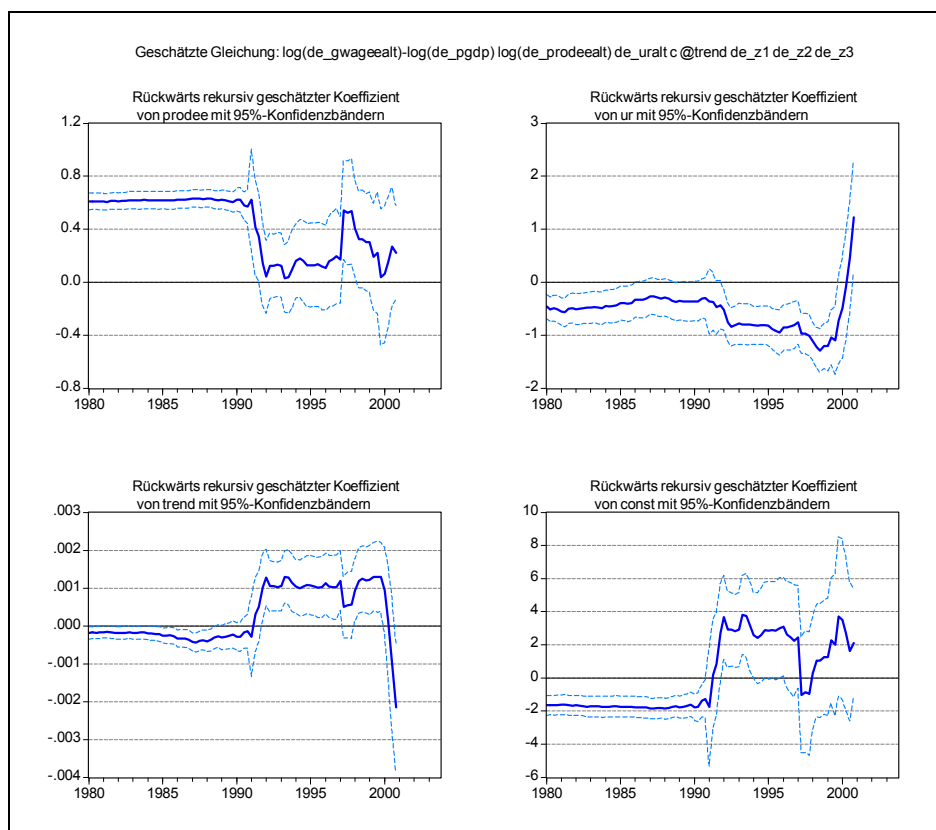 Geschätzte Gleichung: log(de_gwageealt)-log(de_pgdp) log(de_prodeealt) de_uralt c @trend de_z1 de_z2 de_z3
Rückwärts rekursiv geschätzter Koeffizient
von prodee mit 95%-Konfidenzbändern
1.2
0.8
0.4
0.0
-0.4
-0.8
1980 1985 1990 1995 2000
Rückwärts rekursiv geschätzter Koeffizient
von ur mit 95%-Konfidenzbändern
3
2
1
0
-1
-2
1980 1985 1990 1995 2000
Rückwärts rekursiv geschätzter Koeffizient
von trend mit 95%-Konfidenzbändern
.003
.002
.001
.000
-.001
-.002
-.003
-.004
1980 1985 1990 1995 2000
Rückwärts rekursiv geschätzter Koeffizient
von const mit 95%-Konfidenzbändern
10
8
6
4
2
0
-2
-4
-6
1980 1985 1990 1995 2000